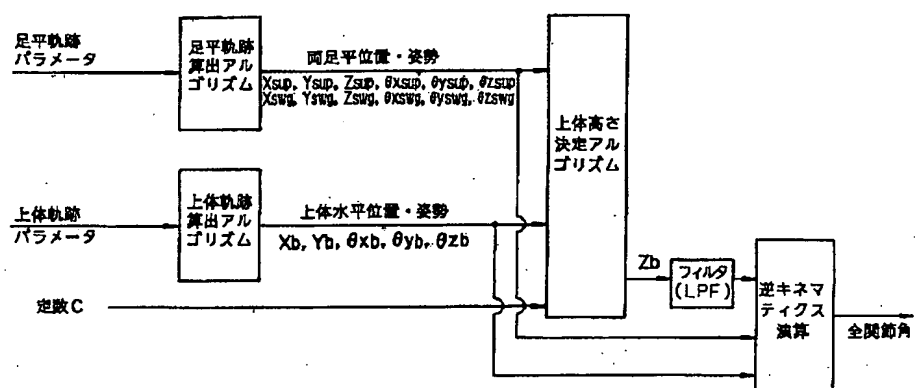 足平軌跡
パラメータ
足平軌跡
算出アル
ゴリズム
両足平位置・姿勢
Xsup, Ysup, Zsup, θxsup, θysup, θzsup
Xswg, Yswg, Zswg, θxswg, θyswg, θzswg
上体高さ
決定アル
ゴリズム
上体軌跡
パラメータ
上体軌跡
算出アル
ゴリズム
上体水平位置・姿勢
Xb, Yb, θxb, θyb, θzb
定数C
Zb
フィルタ
(LPF)
逆キネマ
ティクス
演算
全関節角